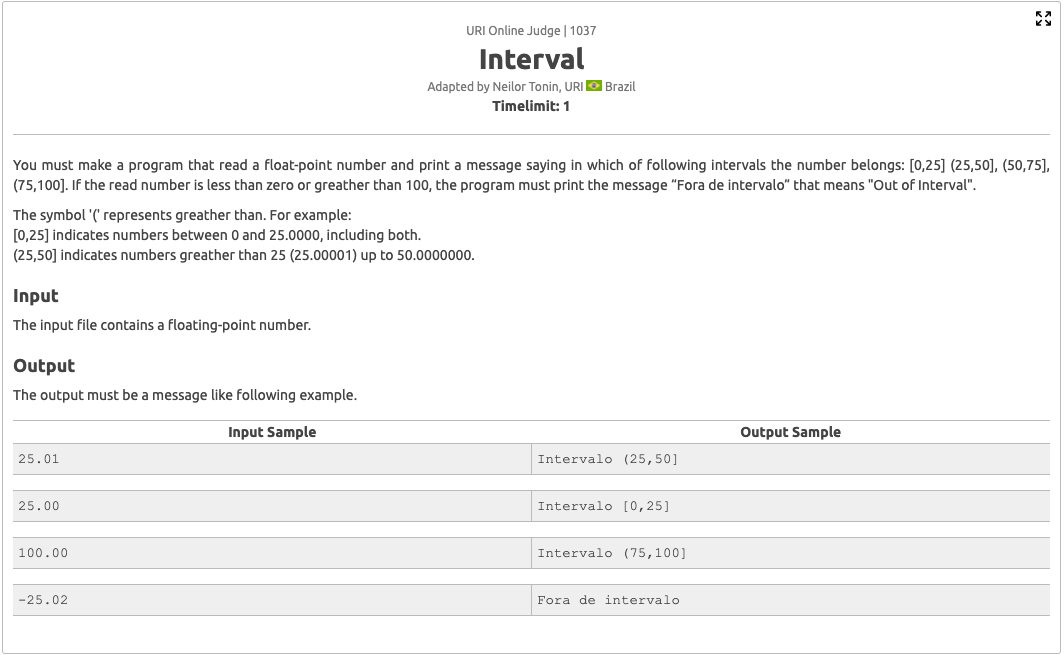 URI Online Judge | 1037
Interval
Adapted by Neilor Tonin, URI Brazil
Timelimit: 1
You must make a program that read a float-point number and print a message saying in which of following intervals the number belongs: [0,25] (25,50], (50,75],
(75,100]. If the read number is less than zero or greather than 100, the program must print the message “Fora de intervalo” that means "Out of Interval".
The symbol '(' represents greather than. For example:
[0,25] indicates numbers between 0 and 25.0000, including both.
(25,50] indicates numbers greather than 25 (25.00001) up to 50.0000000.
Input
The input file contains a floating-point number.
Output
The output must be a message like following example.
Input Sample Output Sample
25.01 Intervalo (25,50]
25.00 Intervalo [0,25]
100.00 Intervalo (75,100]
-25.02 Fora de intervalo